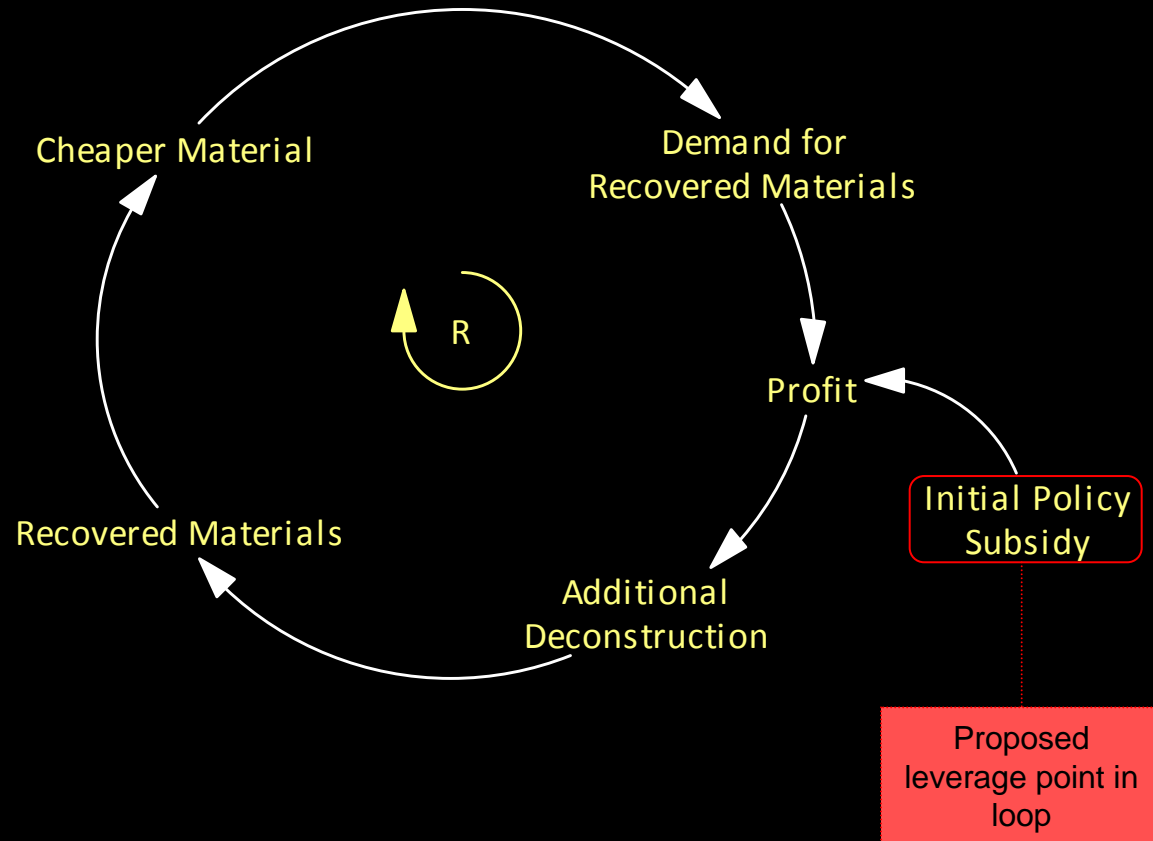 Cheaper Material
Demand for
Recovered Materials
R
Profit
Initial Policy
Subsidy
Recovered Materials
Additional
Deconstruction
Proposed
leverage point in
loop